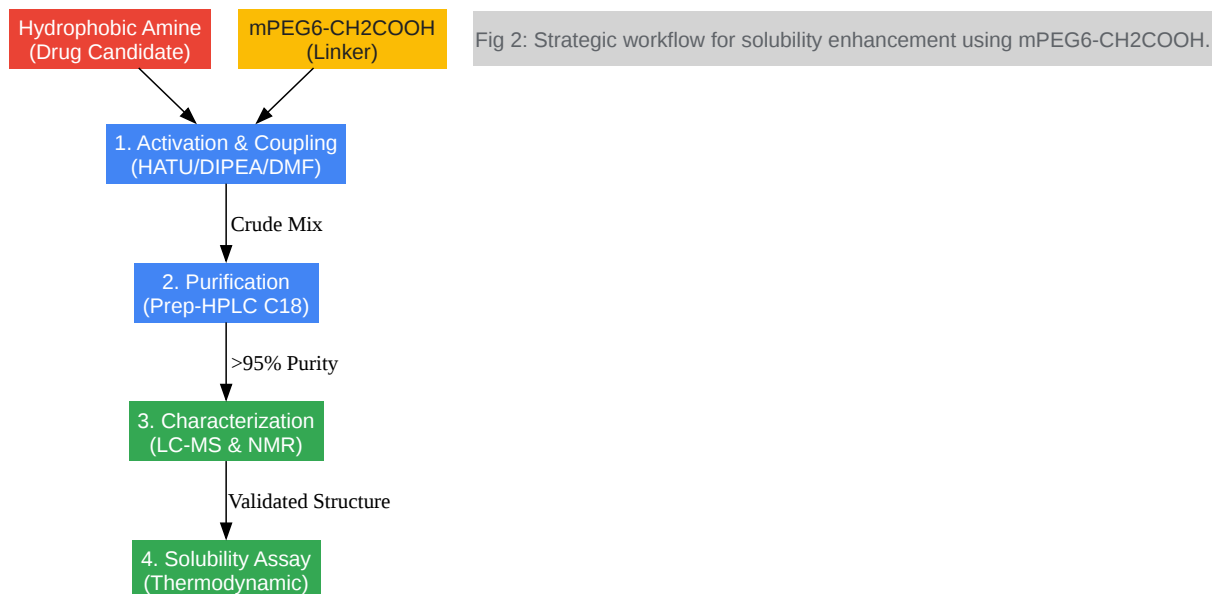 Hydrophobic Amine
(Drug Candidate)
mPEG6-CH2COOH
(Linker)
Fig 2: Strategic workflow for solubility enhancement using mPEG6-CH2COOH.
1. Activation & Coupling
(HATU/DIPEA/DMF)
Crude Mix
2. Purification
(Prep-HPLC C18)
>95% Purity
3. Characterization
(LC-MS & NMR)
Validated Structure
4. Solubility Assay
(Thermodynamic)